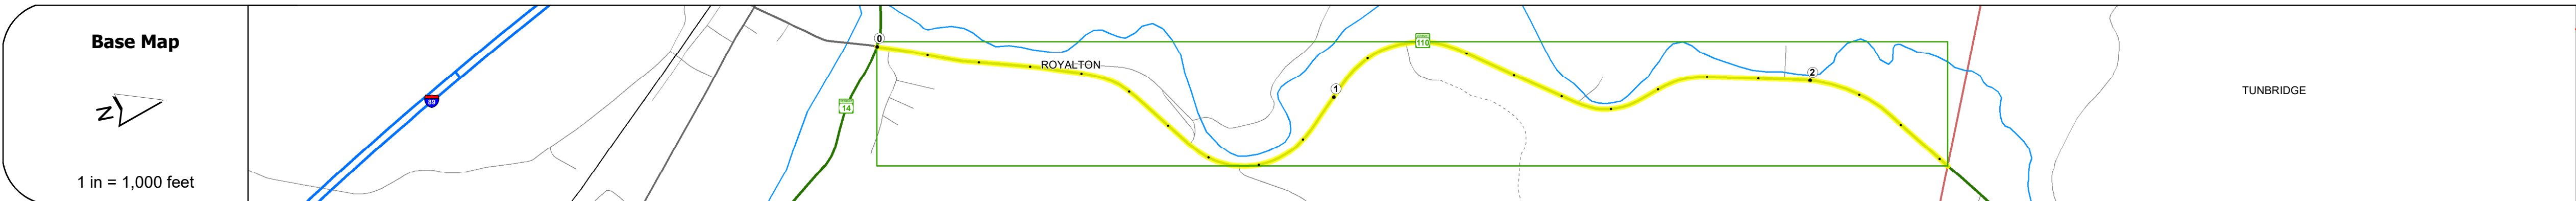 Base Map
N
1 in = 1,000 feet
89
14
0
ROYALTON
1
110
2
TUNBRIDGE